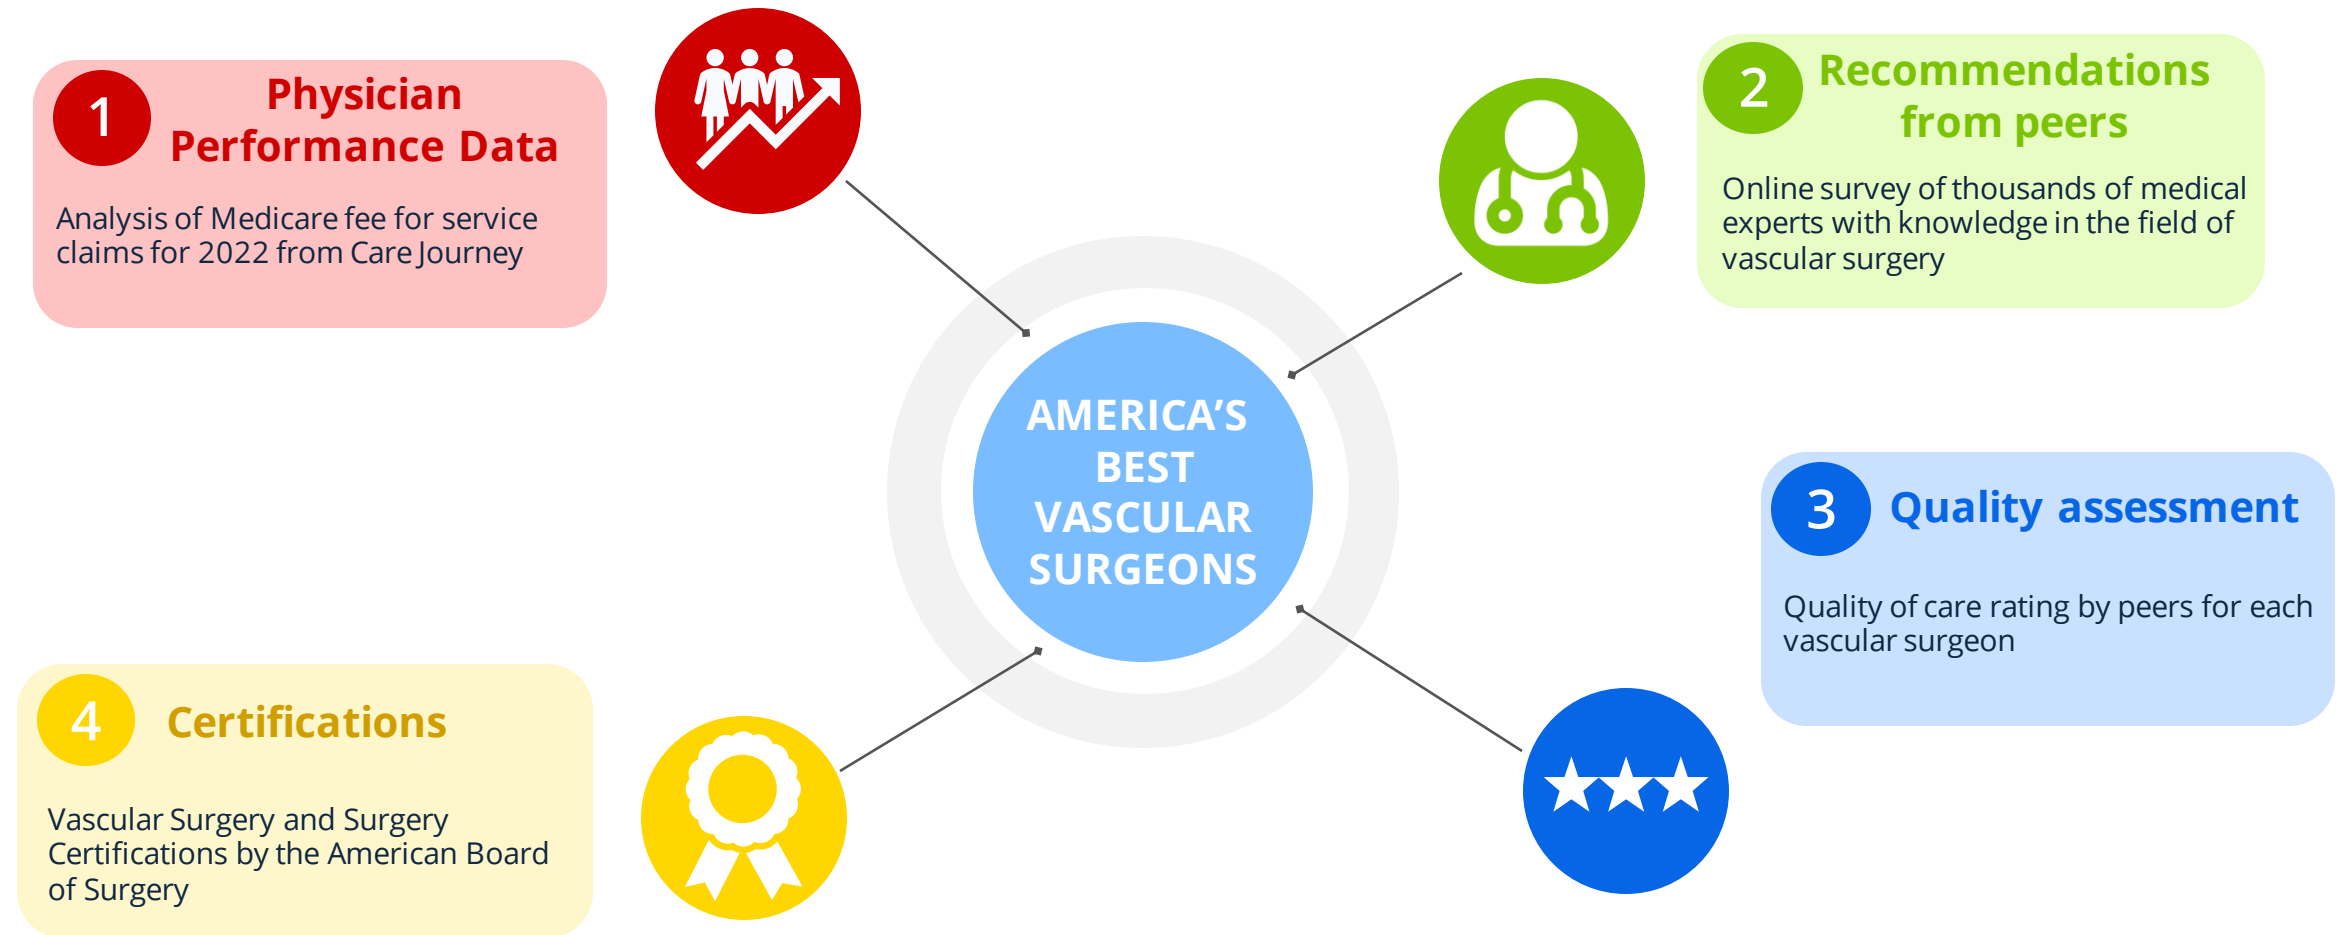 1
Physician
Performance Data
Analysis of Medicare fee for service
claims for 2022 from Care Journey
2
Recommendations
from peers
Online survey of thousands of medical
experts with knowledge in the field of
vascular surgery
AMERICA’S
BEST
VASCULAR
SURGEONS
3
Quality assessment
Quality of care rating by peers for each
vascular surgeon
4
Certifications
Vascular Surgery and Surgery
Certifications by the American Board
of Surgery